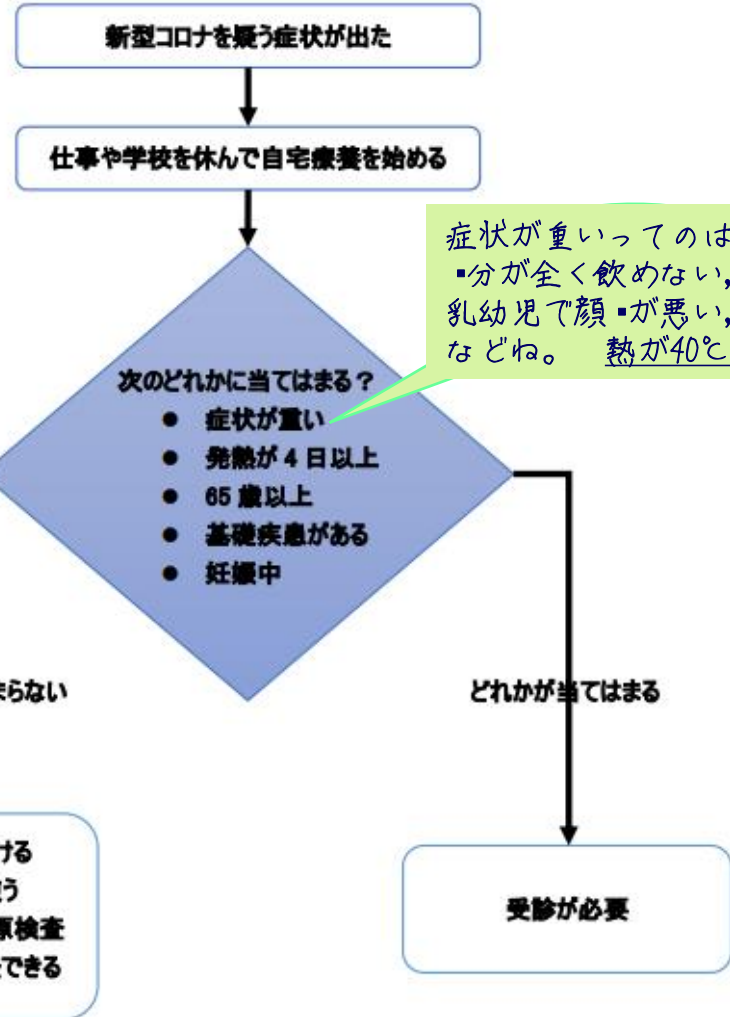 新型コロナを疑う症状が出た
仕事や学校を休んで自宅療養を始める
症状が重いってのは
▪分が全く飲めない,
乳幼児で顔▪が悪い,
などね。 熱が40℃
次のどれかに当てはまる?
● 症状が重い
● 発熱が4日以上
● 65歳以上
● 基礎疾患がある
● 妊娠中
まらない
どれかが当てはまる
ける
原検査
できる
受診が必要